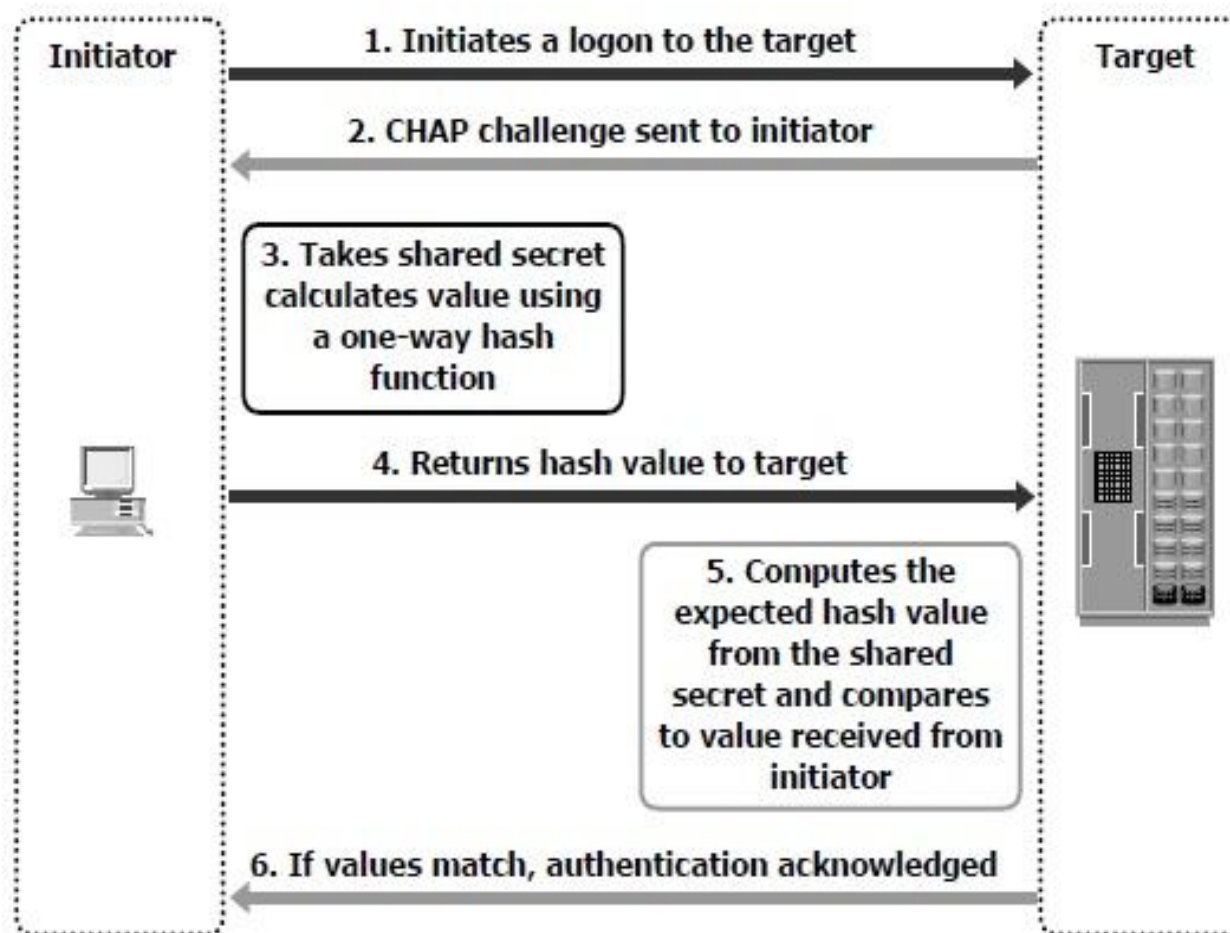 Initiator
Target
1. Initiates a logon to the target
2. CHAP challenge sent to initiator
3. Takes shared secret
calculates value using
a one-way hash
function
4. Returns hash value to target
5. Computes the
expected hash value
from the shared
secret and compares
to value received from
initiator
6. If values match, authentication acknowledged